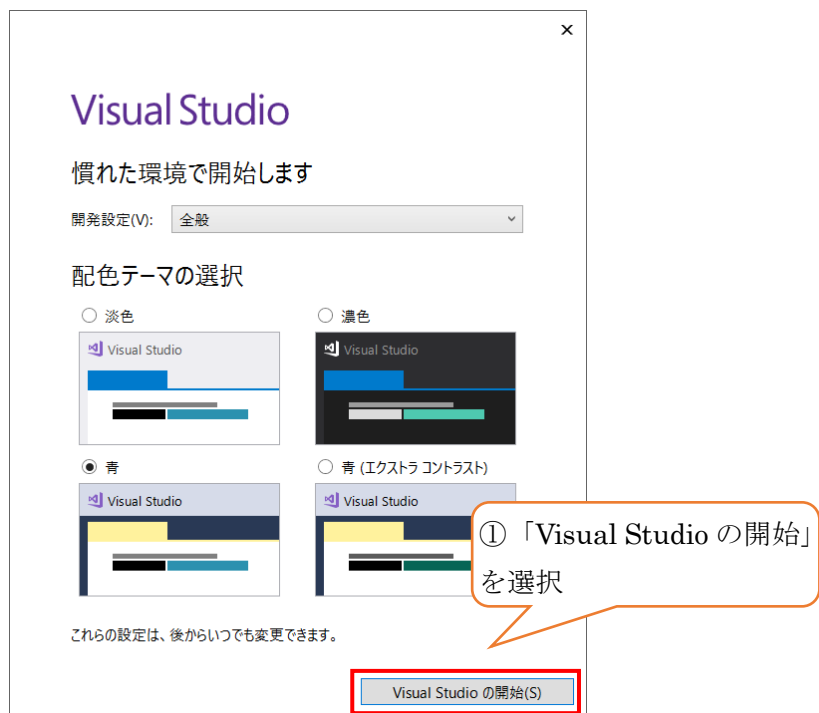 ×
Visual Studio
慣れた環境で開始します
開発設定(V): 全般
配色テーマの選択
淡色
濃色
Visual Studio
Visual Studio
青
青 (エクストラ コントラスト)
Visual Studio
Visual Studio
①「Visual Studio の開始」
を選択
これらの設定は、後からいつでも変更できます。
Visual Studio の開始(S)